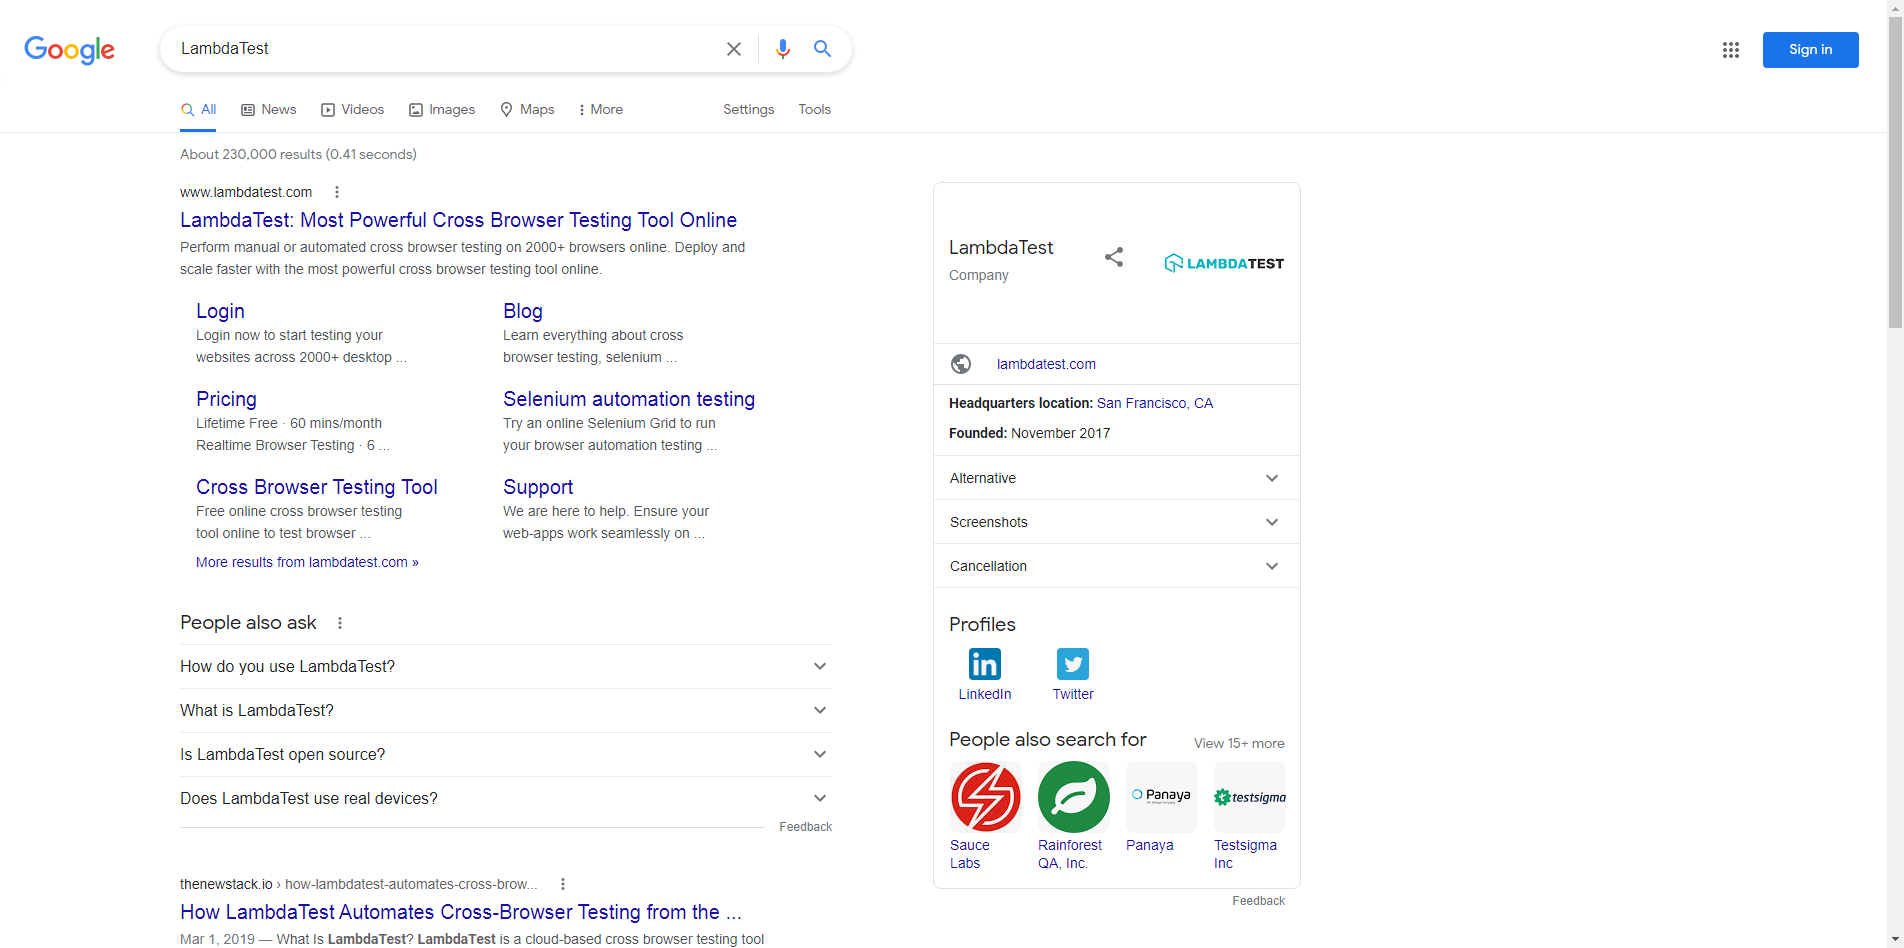 Google
LambdaTest
Sign in
All
News
Videos
Images
Maps
More
Settings
Tools
About 230,000 results (0.41 seconds)
www.lambdatest.com
LambdaTest: Most Powerful Cross Browser Testing Tool Online
Perform manual or automated cross browser testing on 2000+ browsers online. Deploy and
scale faster with the most powerful cross browser testing tool online.
Login
Login now to start testing your
websites across 2000+ desktop ...
Blog
Learn everything about cross
browser testing, selenium ...
Pricing
Lifetime Free · 60 mins/month
Realtime Browser Testing · 6 ...
Selenium automation testing
Try an online Selenium Grid to run
your browser automation testing ...
Cross Browser Testing Tool
Free online cross browser testing
tool online to test browser ...
Support
We are here to help. Ensure your
web-apps work seamlessly on ...
More results from lambdatest.com »
People also ask
How do you use LambdaTest?
What is LambdaTest?
Is LambdaTest open source?
Does LambdaTest use real devices?
Feedback
thenewstack.io › how-lambdatest-automates-cross-brow...
How LambdaTest Automates Cross-Browser Testing from the ...
Mar 1, 2019 — What Is LambdaTest? LambdaTest is a cloud-based cross browser testing tool
LambdaTest
Company
LAMBDATEST
lambdatest.com
Headquarters location: San Francisco, CA
Founded: November 2017
Alternative
Screenshots
Cancellation
Profiles
LinkedIn
Twitter
People also search for
View 15+ more
Panaya
testsigma
Sauce
Labs
Rainforest
QA, Inc.
Panaya
Testsigma
Inc
Feedback